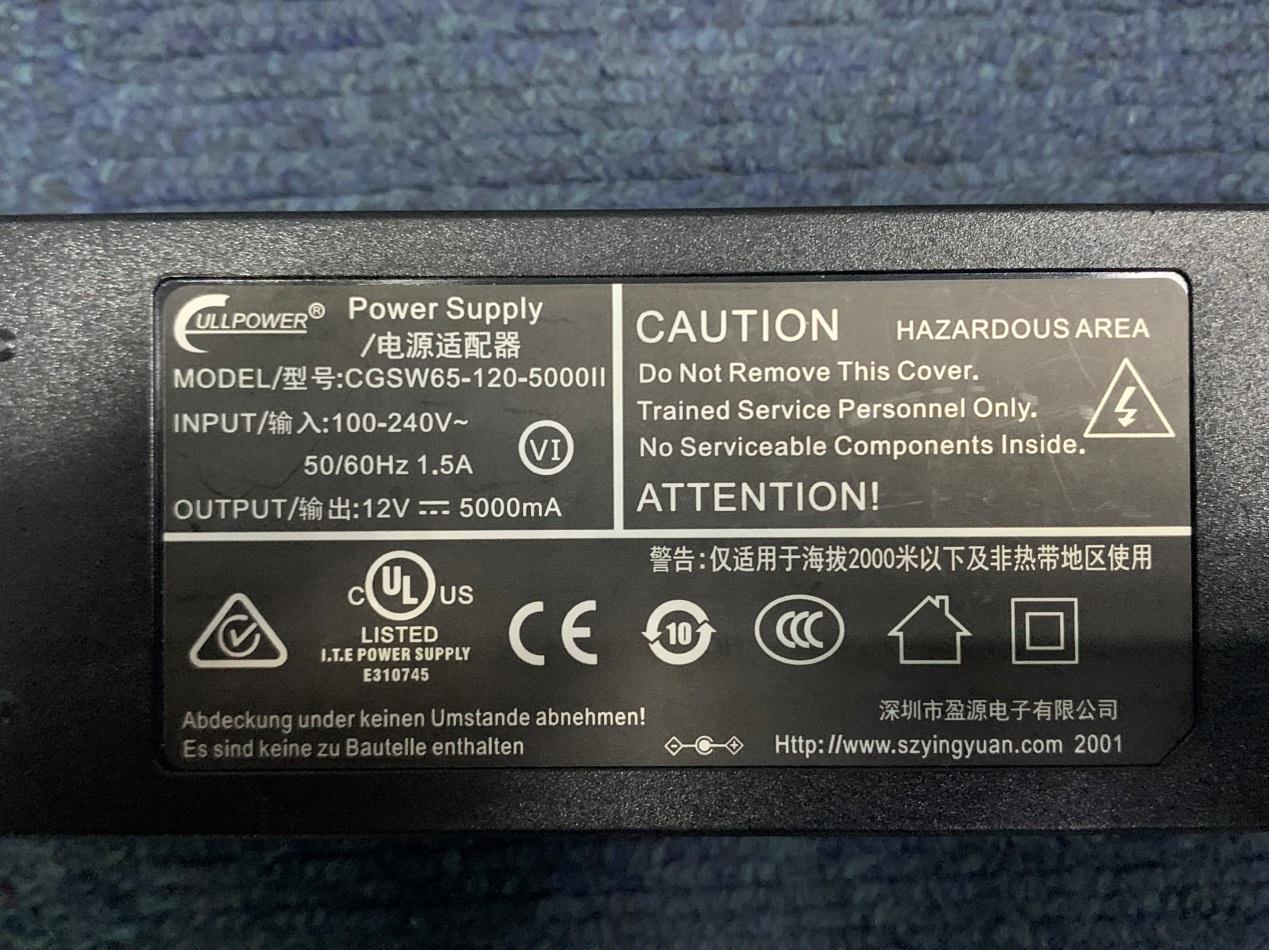 CULLPOWER® Power Supply
/电源适配器
MODEL/型号:CGSW65-120-5000II
INPUT/输入:100-240V~
50/60Hz 1.5A
VI
OUTPUT/输出:12V ⎓ 5000mA
CAUTION HAZARDOUS AREA
Do Not Remove This Cover.
Trained Service Personnel Only.
No Serviceable Components Inside.
ATTENTION!
警告:仅适用于海拔2000米以下及非热带地区使用
C UL US
LISTED
I.T.E POWER SUPPLY
E310745
CE
10
CCC
Abdeckung under keinen Umstande abnehmen!
Es sind keine zu Bautelle enthalten
深圳市盈源电子有限公司
Http://www.szyingyuan.com 2001